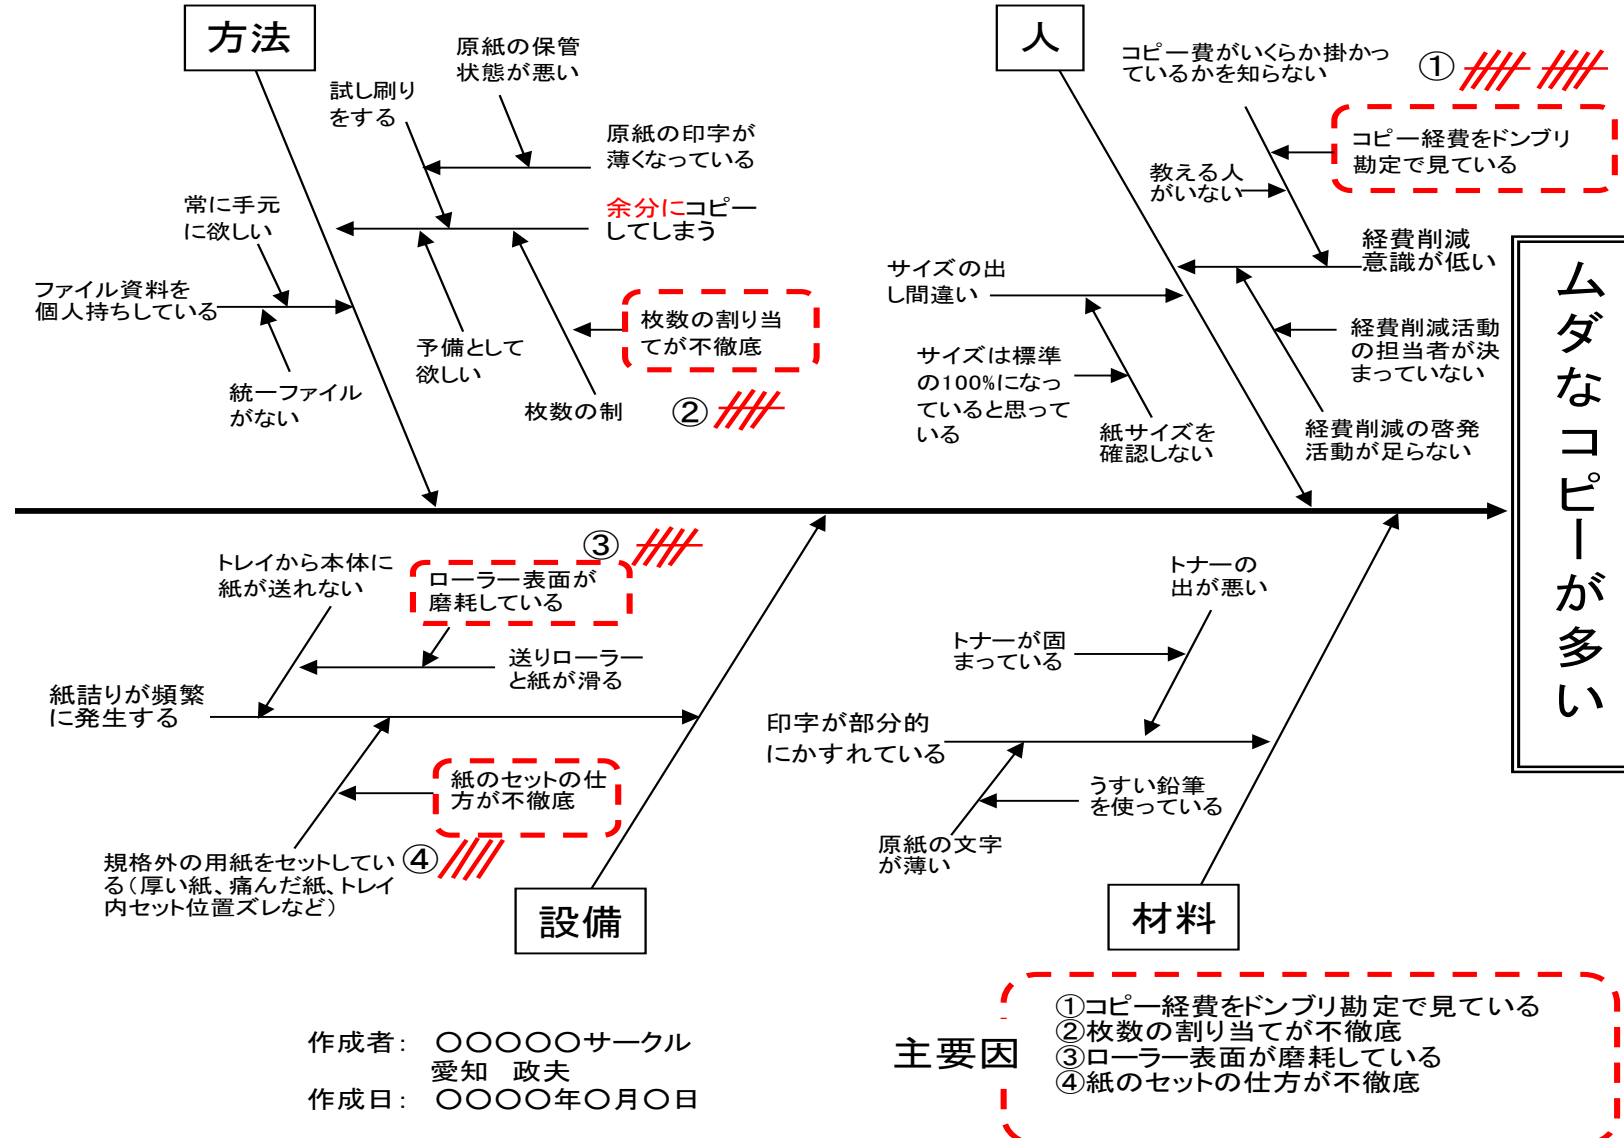 方法
原紙の保管
状態が悪い
試し刷り
をする
原紙の印字が
薄くなっている
常に手元
に欲しい
余分にコピー
してしまう
ファイル資料を
個人持ちしている
枚数の割り当
てが不徹底
予備として
欲しい
統一ファイル
がない
枚数の制
②
人
コピー費がいくらか掛かっ
ているかを知らない
①
コピー経費をドンブリ
勘定で見ている
教える人
がいない
経費削減
意識が低い
サイズの出
し間違い
経費削減活動
の担当者が決
まっていない
サイズは標準
の100%になっ
ていると思って
いる
紙サイズを
確認しない
経費削減の啓発
活動が足らない
ムダなコピーが多い
③
トレイから本体に
紙が送れない
ローラー表面が
磨耗している
送りローラー
と紙が滑る
紙詰りが頻繁
に発生する
紙のセットの仕
方が不徹底
規格外の用紙をセットしてい
る(厚い紙、痛んだ紙、トレイ
内セット位置ズレなど)
④
設備
トナーの
出が悪い
トナーが固
まっている
印字が部分的
にかすれている
うすい鉛筆
を使っている
原紙の文字
が薄い
材料
作成者: 〇〇〇〇〇サークル
愛知 政夫
作成日: 〇〇〇〇年〇月〇日
主要因
①コピー経費をドンブリ勘定で見ている
②枚数の割り当てが不徹底
③ローラー表面が磨耗している
④紙のセットの仕方が不徹底